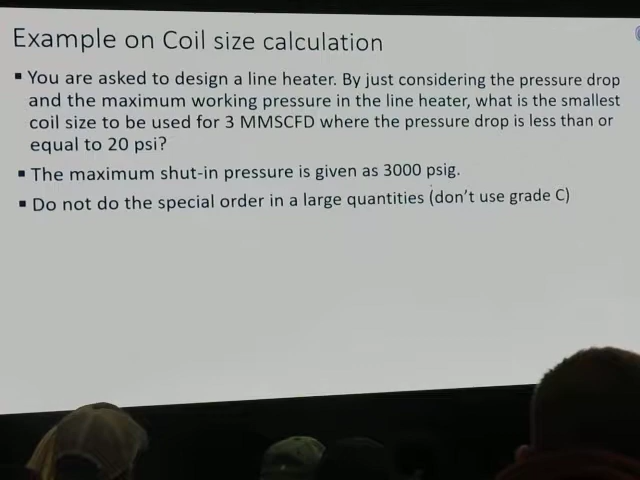 Example on Coil size calculation
▪ You are asked to design a line heater. By just considering the pressure drop
and the maximum working pressure in the line heater, what is the smallest
coil size to be used for 3 MMSCFD where the pressure drop is less than or
equal to 20 psi?
▪ The maximum shut-in pressure is given as 3000 psig.
▪ Do not do the special order in a large quantities (don't use grade C)